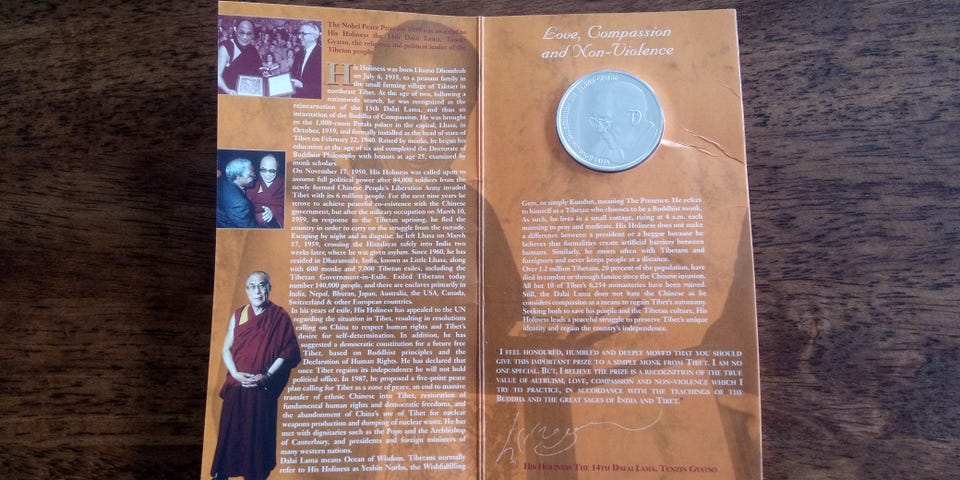 The Nobel Peace Prize for 1989 was awarded to
His Holiness the 14th Dalai Lama, Tenzin
Gyatso, the religious and political leader of the
Tibetan people.
His Holiness was born Lhamo Dhondrub
on July 6, 1935, to a peasant family in
the small farming village of Taktser in
northeast Tibet. At the age of two, following a
nationwide search, he was recognized as the
reincarnation of the 13th Dalai Lama, and thus an
incarnation of the Buddha of Compassion. He was brought
to the 1,000-room Potala palace in the capital, Lhasa, in
October, 1939, and formally installed as the head of state of
Tibet on February 22, 1940. Raised by monks, he began his
education at the age of six and completed the Doctorate of
Buddhist Philosophy with honors at age 25, examined by
monk scholars.
On November 17, 1950, His Holiness was called upon to
assume full political power after 84,000 soldiers from the
newly formed Chinese People's Liberation Army invaded
Tibet with its 6 million people. For the next nine years he
strove to achieve peaceful co-existence with the Chinese
government, but after the military occupation on March 10,
1959, in response to the Tibetan uprising, he fled the
country in order to carry on the struggle from the outside.
Escaping by night and in disguise, he left Lhasa on March
17, 1959, crossing the Himalayas safely into India two
weeks later, where he was given asylum. Since 1960, he has
resided in Dharamsala, India, known as Little Lhasa, along
with 600 monks and 7,000 Tibetan exiles, including the
Tibetan Government-in-Exile. Exiled Tibetans today
number 140,000 people, and there are enclaves primarily in
India, Nepal, Bhutan, Japan, Australia, the USA, Canada,
Switzerland & other European countries.
In his years of exile, His Holiness has appealed to the UN
regarding the situation in Tibet, resulting in resolutions
calling on China to respect human rights and Tibet's
desire for self-determination. In addition, he has
suggested a democratic constitution for a future free
Tibet, based on Buddhist principles and the
Declaration of Human Rights. He has declared that
once Tibet regains its independence he will not hold
political office. In 1987, he proposed a five-point peace
plan calling for Tibet as a zone of peace, an end to massive
transfer of ethnic Chinese into Tibet, restoration of
fundamental human rights and democratic freedoms, and
the abandonment of China's use of Tibet for nuclear
weapons production and dumping of nuclear waste. He has
met with dignitaries such as the Pope and the Archbishop
of Canterbury, and presidents and foreign ministers of
many western nations.
Dalai Lama means Ocean of Wisdom. Tibetans normally
refer to His Holiness as Yeshin Norbu, the Wishfulfilling
Love, Compassion
and Non-Violence
Gem, or simply Kundun, meaning The Presence. He refers
to himself as a Tibetan who chooses to be a Buddhist monk.
As such, he lives in a small cottage, rising at 4 a.m. each
morning to pray and meditate. His Holiness does not make
a difference between a president or a beggar because he
believes that formalities create artificial barriers between
humans. Similarly, he meets often with Tibetans and
foreigners and never keeps people at a distance.
Over 1.2 million Tibetans, 20 percent of the population, have
died in combat or through famine since the Chinese invasion.
All but 10 of Tibet's 6,254 monasteries have been ruined.
Still, the Dalai Lama does not hate the Chinese as he
considers compassion as a means to regain Tibet's autonomy.
Seeking both to save his people and the Tibetan culture, His
Holiness leads a peaceful struggle to preserve Tibet's unique
identity and regain the country's independence.
I feel honoured, humbled and deeply moved that you should
give this important prize to a simple monk from Tibet. I am no
one special. But, I believe the prize is a recognition of the true
value of altruism, love, compassion and non-violence which I
try to practice, in accordance with the teachings of the
Buddha and the great sages of India and Tibet.
His Holiness The 14th Dalai Lama, Tenzin Gyatso